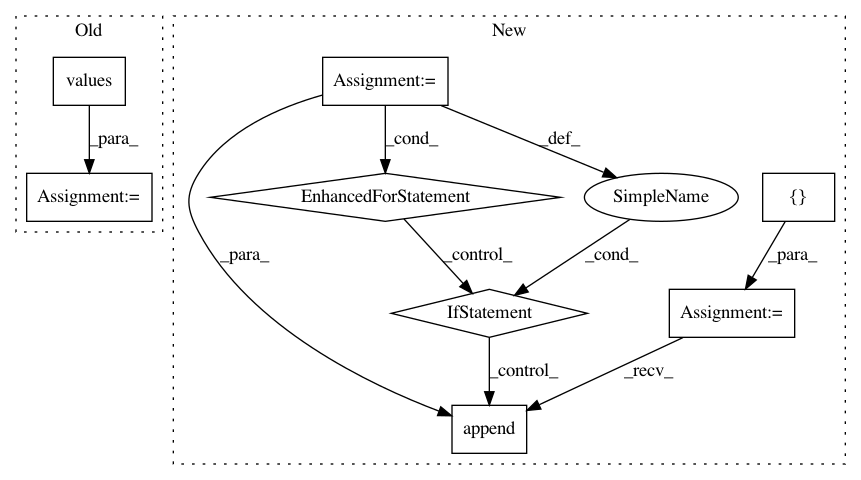 Old
New
values
Assignment:=
_para_
_cond_
_def_
Assignment:=
EnhancedForStatement
SimpleName
{}
_para_
_control_
_cond_
_para_
IfStatement
Assignment:=
_control_
_recv_
append